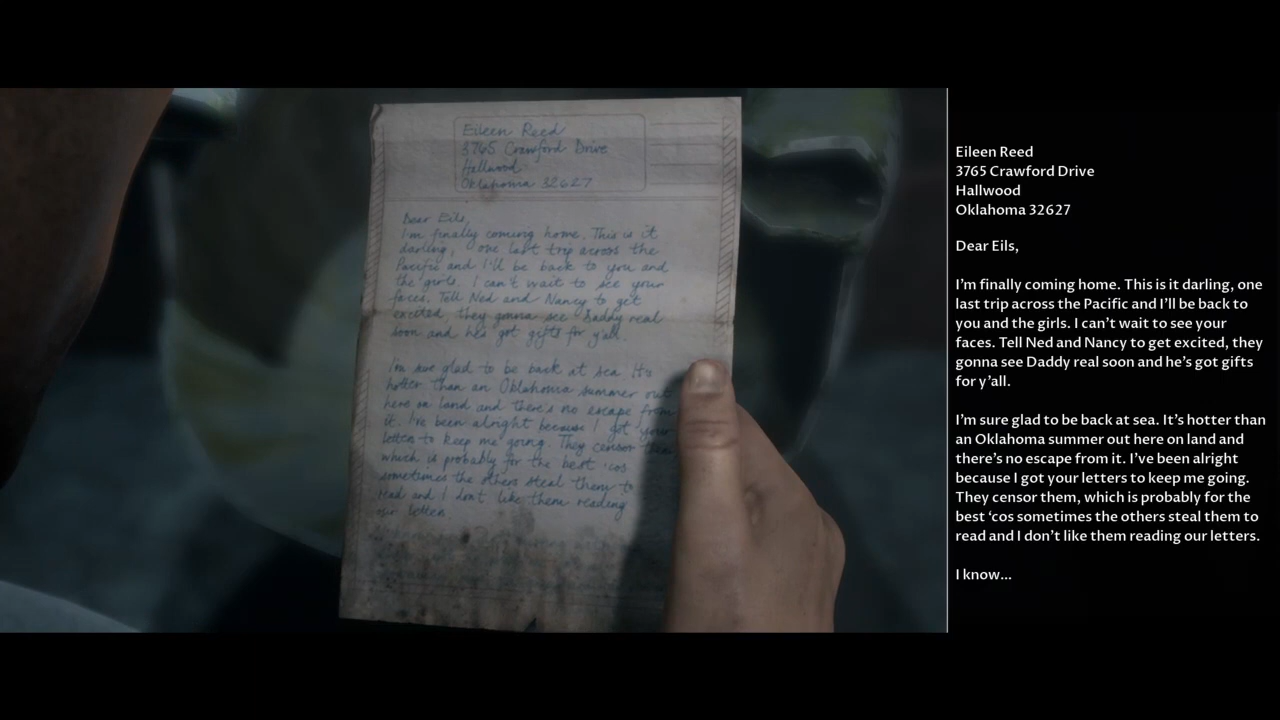 Eileen Reed
3765 Crawford Drive
Hallwood
Oklahoma 32627
Dear Eils,
I'm finally coming home. This is it
darling, one last trip across the
Pacific and I'll be back to you and
the girls. I can't wait to see your
faces. Tell Ned and Nancy to get
excited they gonna see Daddy real
soon and he's got gifts for y'all.
I'm sure glad to be back at sea. Its
hotter than an Oklahoma summer out
here on land and there's no escape from
it. I've been alright because I got your
letters to keep me going. They censor them
which is probably for the best 'cos
sometimes the others steal them to
read and I don't like them reading
our letters
Eileen Reed
3765 Crawford Drive
Hallwood
Oklahoma 32627
Dear Eils,
I’m finally coming home. This is it darling, one
last trip across the Pacific and I’ll be back to
you and the girls. I can’t wait to see your
faces. Tell Ned and Nancy to get excited, they
gonna see Daddy real soon and he’s got gifts
for y’all.
I’m sure glad to be back at sea. It’s hotter than
an Oklahoma summer out here on land and
there’s no escape from it. I’ve been alright
because I got your letters to keep me going.
They censor them, which is probably for the
best ‘cos sometimes the others steal them to
read and I don’t like them reading our letters.
I know...